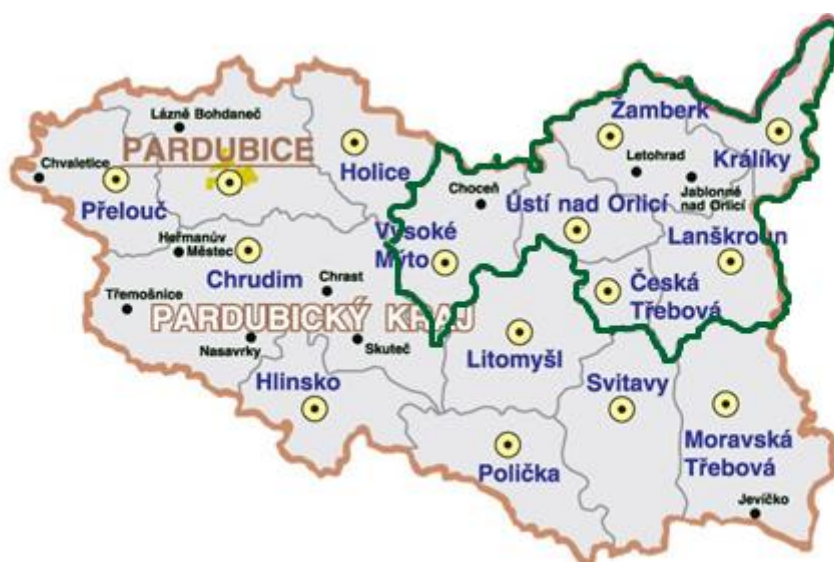 Žamberk
Lázně Bohdaneč
PARDUBICE
Holice
Králíky
Chvaletice
Letohrad
Přelouč
Choceň
Jablonné
nad Orlicí
Ústí nad Orlicí
Vysoké
Mýto
Heřmanův
Městec
Lanškroun
Chrudim
Chrast
Česká
Třebová
Třemošnice
PARDUBICKÝ KRAJ
Nasavrky
Skuteč
Litomyšl
Hlinsko
Svitavy
Moravská
Třebová
Polička
Jevíčko